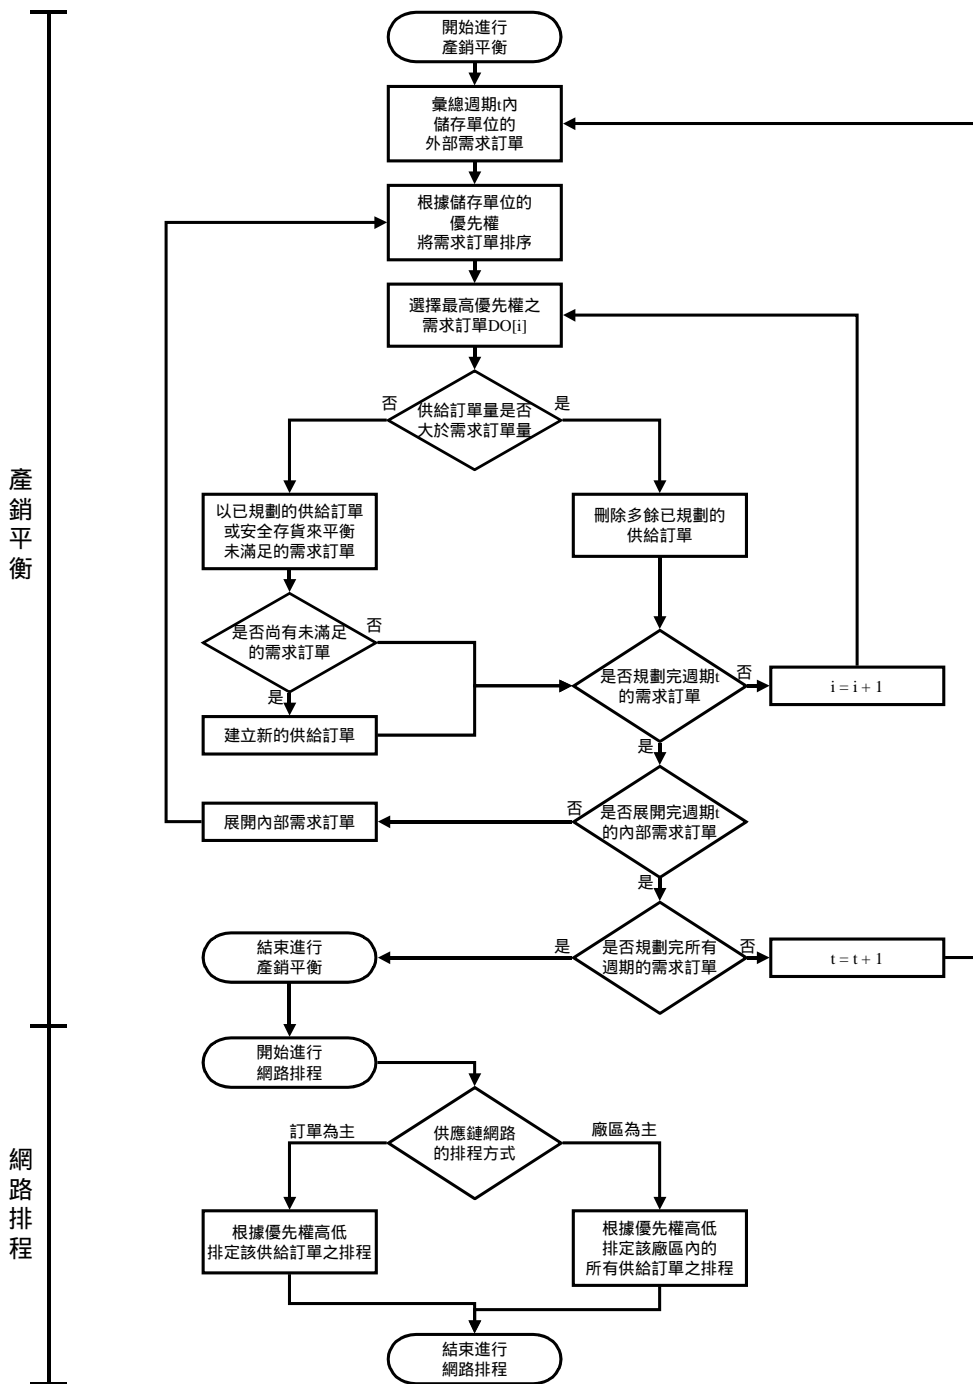 開始進行
產銷平衡
彙總週期t內
儲存單位的
外部需求訂單
根據儲存單位的
優先權
將需求訂單排序
選擇最高優先權之
需求訂單DO[i]
否
供給訂單量是否
大於需求訂單量
是
以已規劃的供給訂單
或安全存貨來平衡
未滿足的需求訂單
刪除多餘已規劃的
供給訂單
是否尚有未滿足
的需求訂單
否
是
建立新的供給訂單
是否規劃完週期t
的需求訂單
否
i = i + 1
是
展開內部需求訂單
否
是否展開完週期t
的內部需求訂單
是
結束進行
產銷平衡
是
是否規劃完所有
週期的需求訂單
否
t = t + 1
產銷平衡
開始進行
網路排程
訂單為主
供應鏈網路
的排程方式
廠區為主
根據優先權高低
排定該供給訂單之排程
根據優先權高低
排定該廠區內的
所有供給訂單之排程
結束進行
網路排程
網路排程